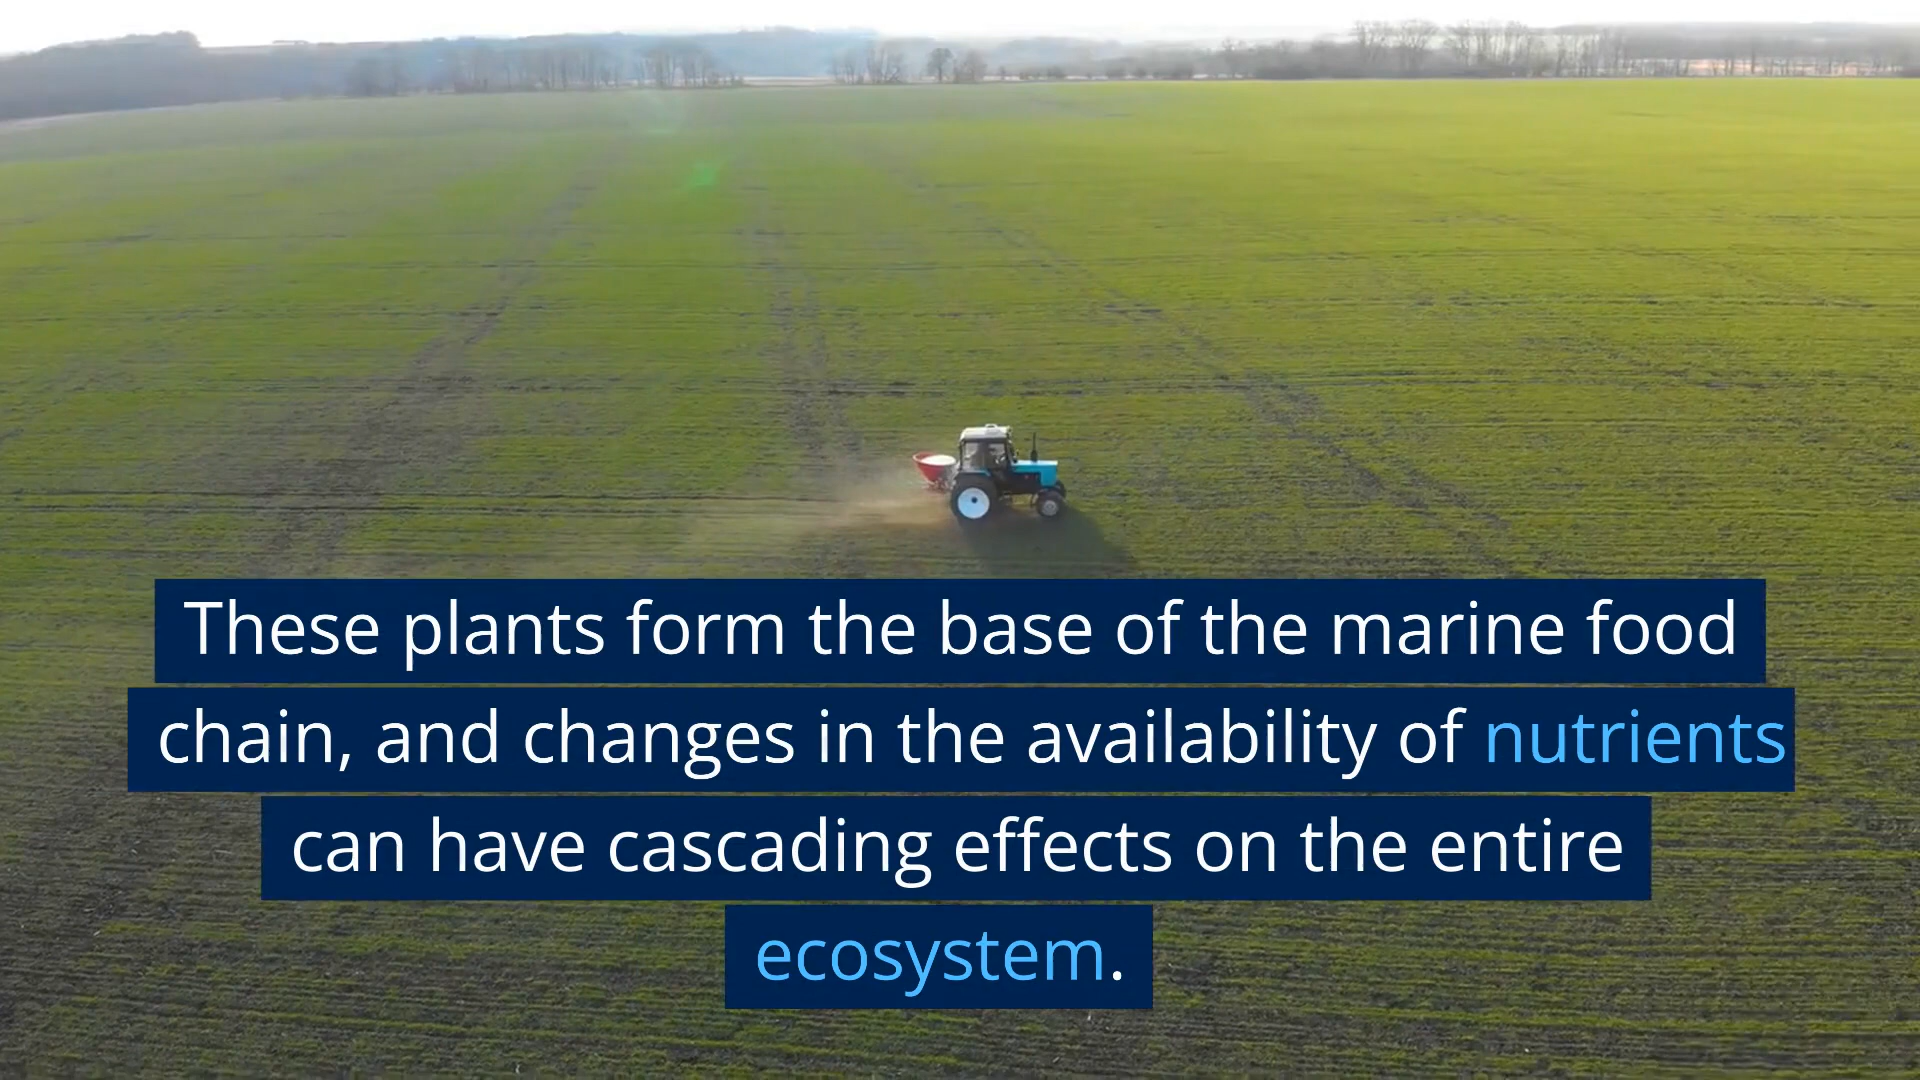 These plants form the base of the marine food
chain, and changes in the availability of nutrients
can have cascading effects on the entire
ecosystem.